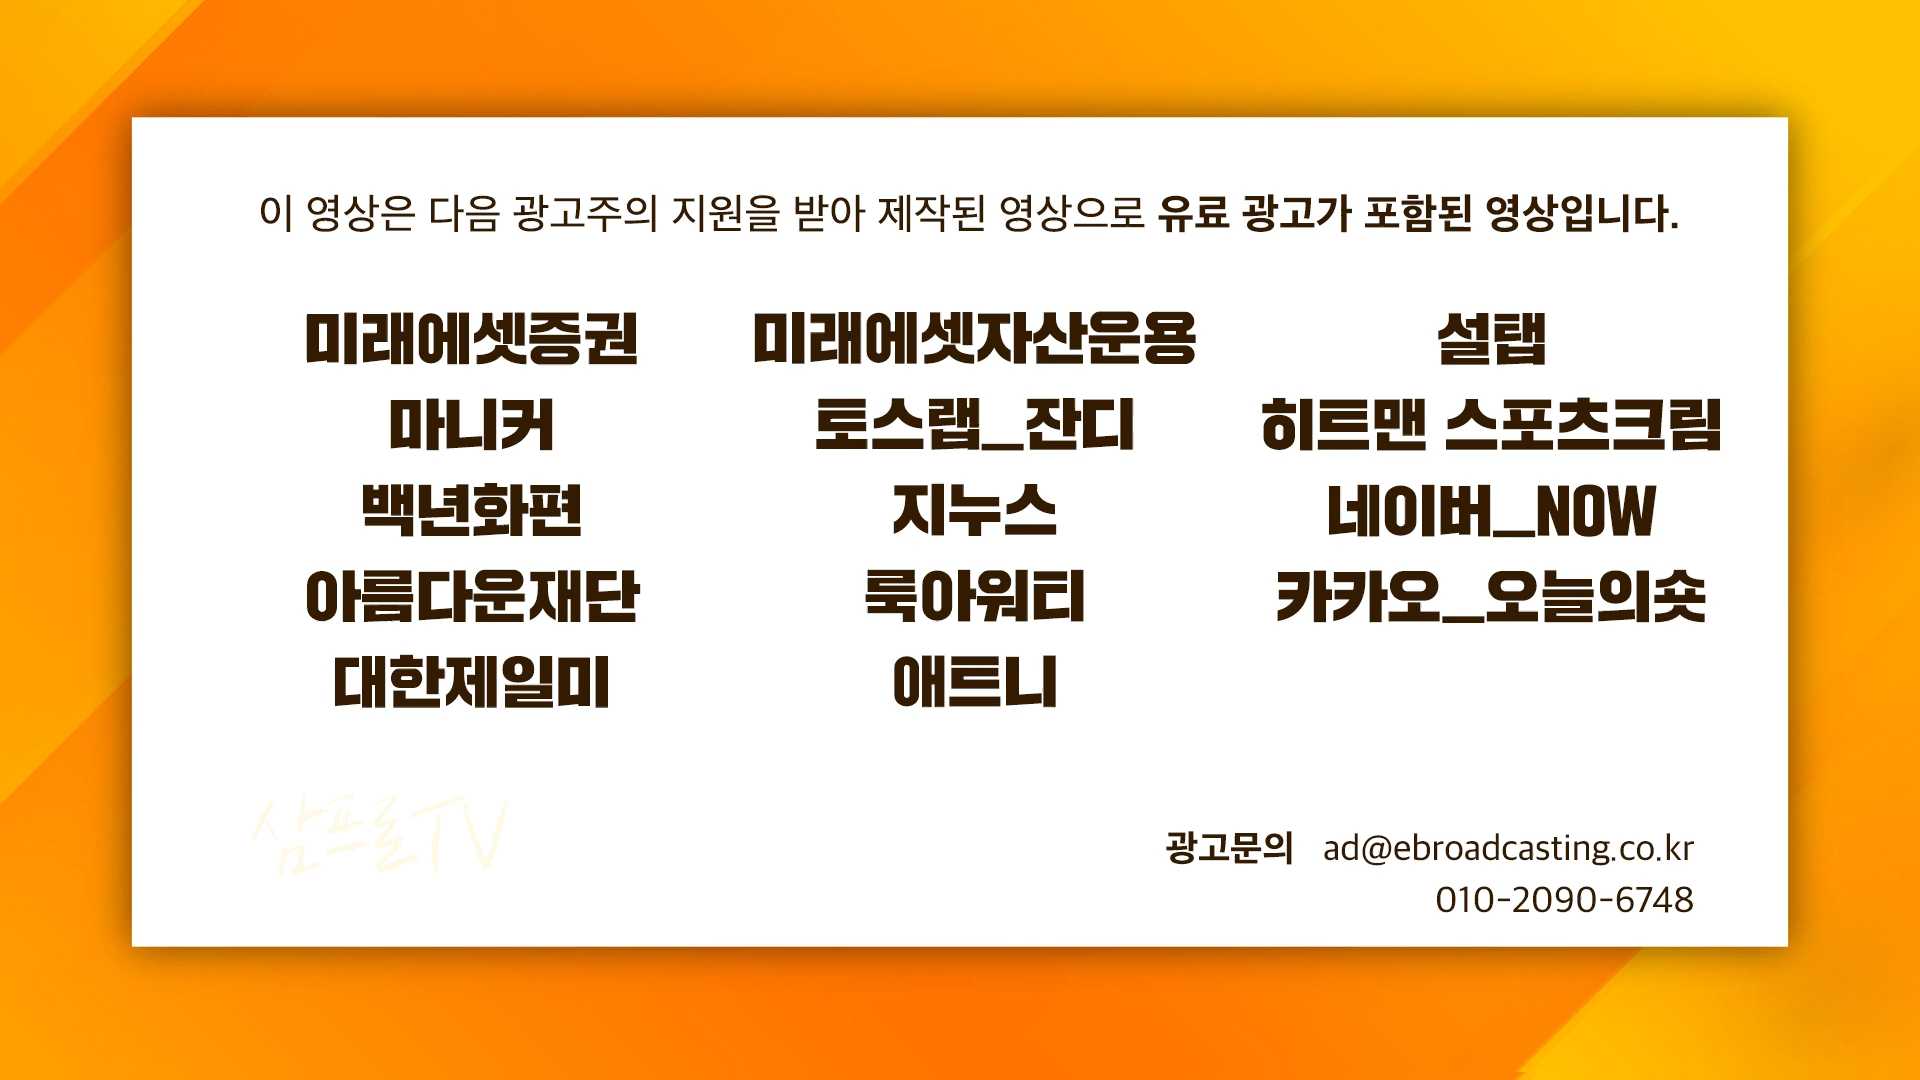 이 영상은 다음 광고주의 지원을 받아 제작된 영상으로 유료 광고가 포함된 영상입니다.
미래에셋증권 미래에셋자산운용 설탭
마니커 토스랩_잔디 히트맨 스포츠크림
백년화편 지누스 네이버_NOW
아름다운재단 룩아워티 카카오_오늘의숏
대한제일미 애트니
삼프로TV
광고문의 ad@ebroadcasting.co.kr
010-2090-6748